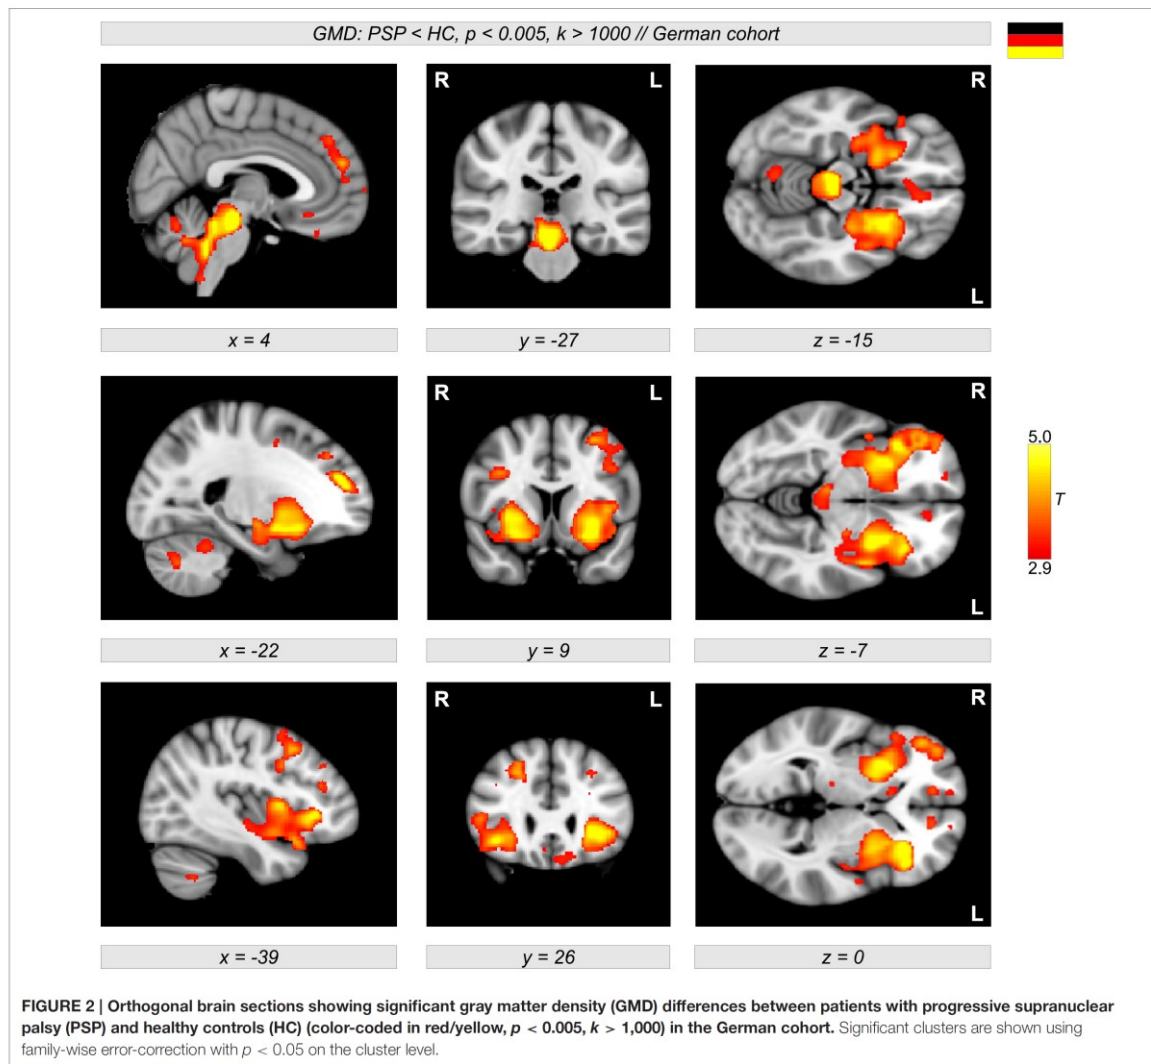 GMD: PSP < HC, p < 0.005, k > 1000 // German cohort
R L R
L
x = 4 y = -27 z = -15
R L R
L
5.0
T
2.9
x = -22 y = 9 z = -7
R L R
L
x = -39 y = 26 z = 0
FIGURE 2 | Orthogonal brain sections showing significant gray matter density (GMD) differences between patients with progressive supranuclear
palsy (PSP) and healthy controls (HC) (color-coded in red/yellow, p < 0.005, k > 1,000) in the German cohort. Significant clusters are shown using
family-wise error-correction with p < 0.05 on the cluster level.